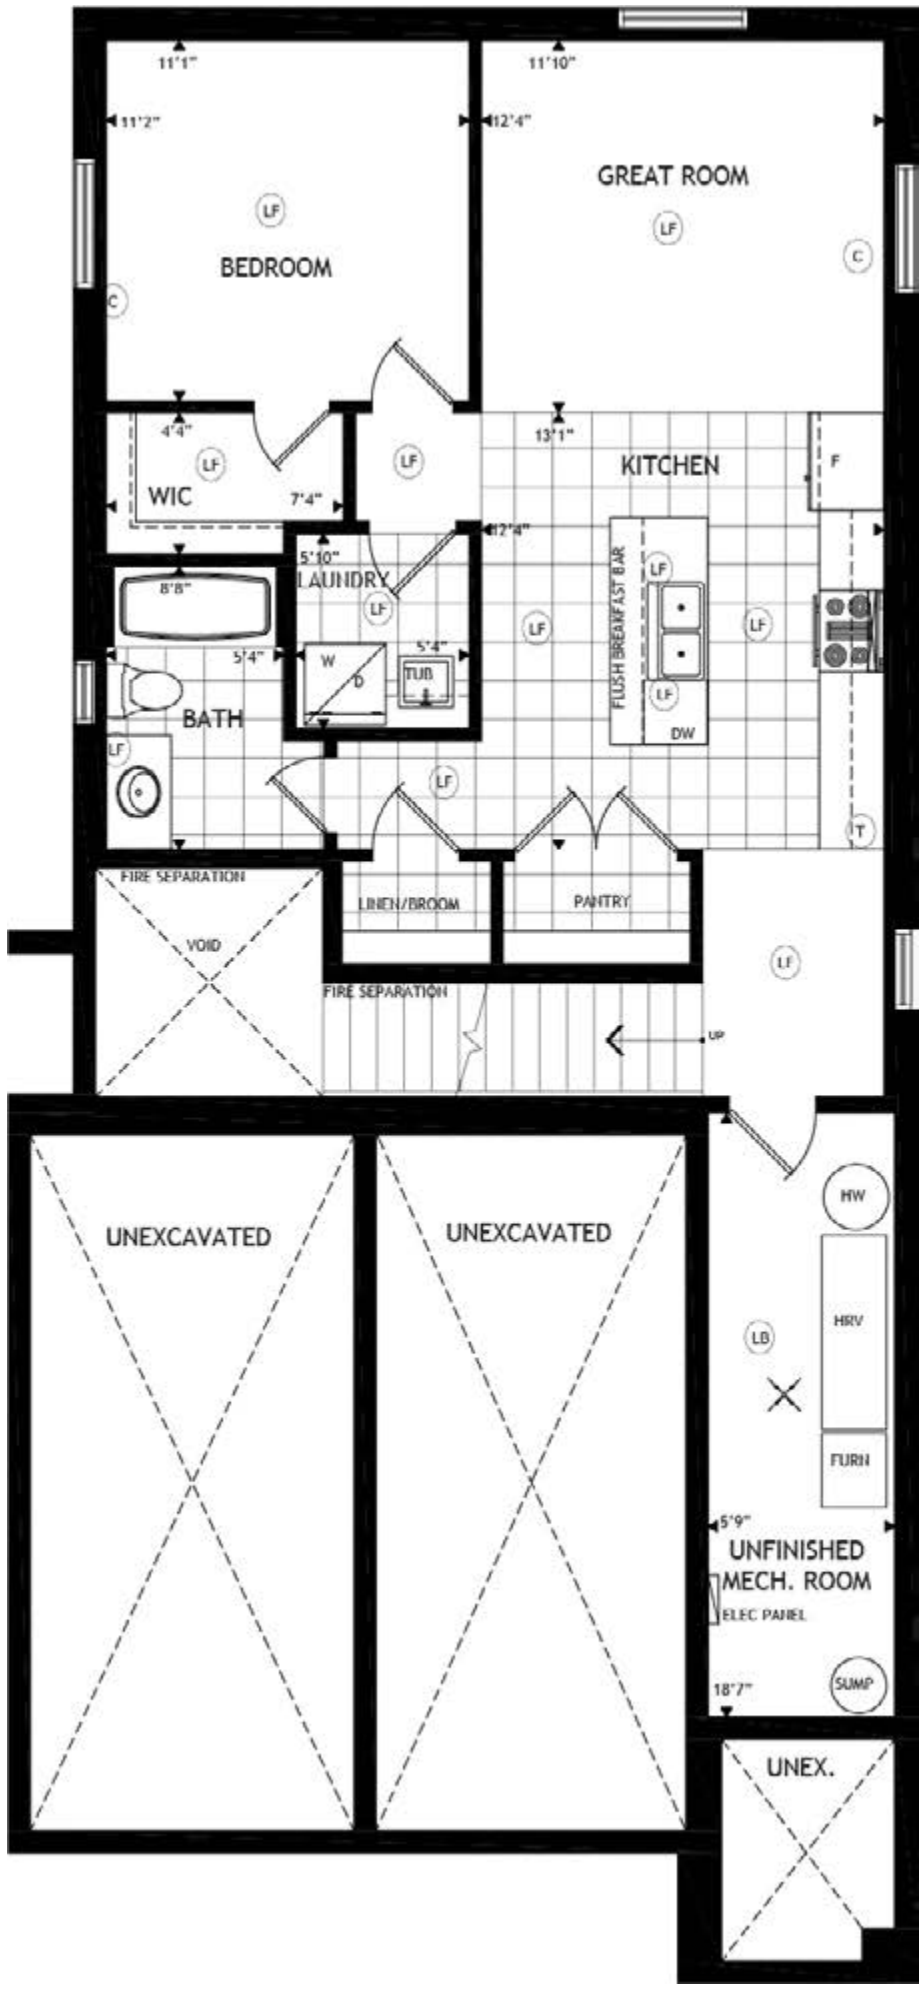 11'1"
11'10"
11'2"
12'4"
GREAT ROOM
LF
LF
BEDROOM
C
C
4'4"
13'1"
LF
LF
KITCHEN
F
WIC
7'4"
12'4"
5'10"
LAUNDRY
FLUSH BREAKFAST BAR
LF
8'8"
LF
LF
LF
5'4"
5'4"
W
D
TUB
LF
BATH
DW
LF
LF
T
FIRE SEPARATION
LINEN/BROOM
PANTRY
VOID
LF
FIRE SEPARATION
UP
HW
UNEXCAVATED
UNEXCAVATED
HRV
LB
FURN
5'9"
UNFINISHED
MECH. ROOM
ELEC PANEL
18'7"
SUMP
UNEX.